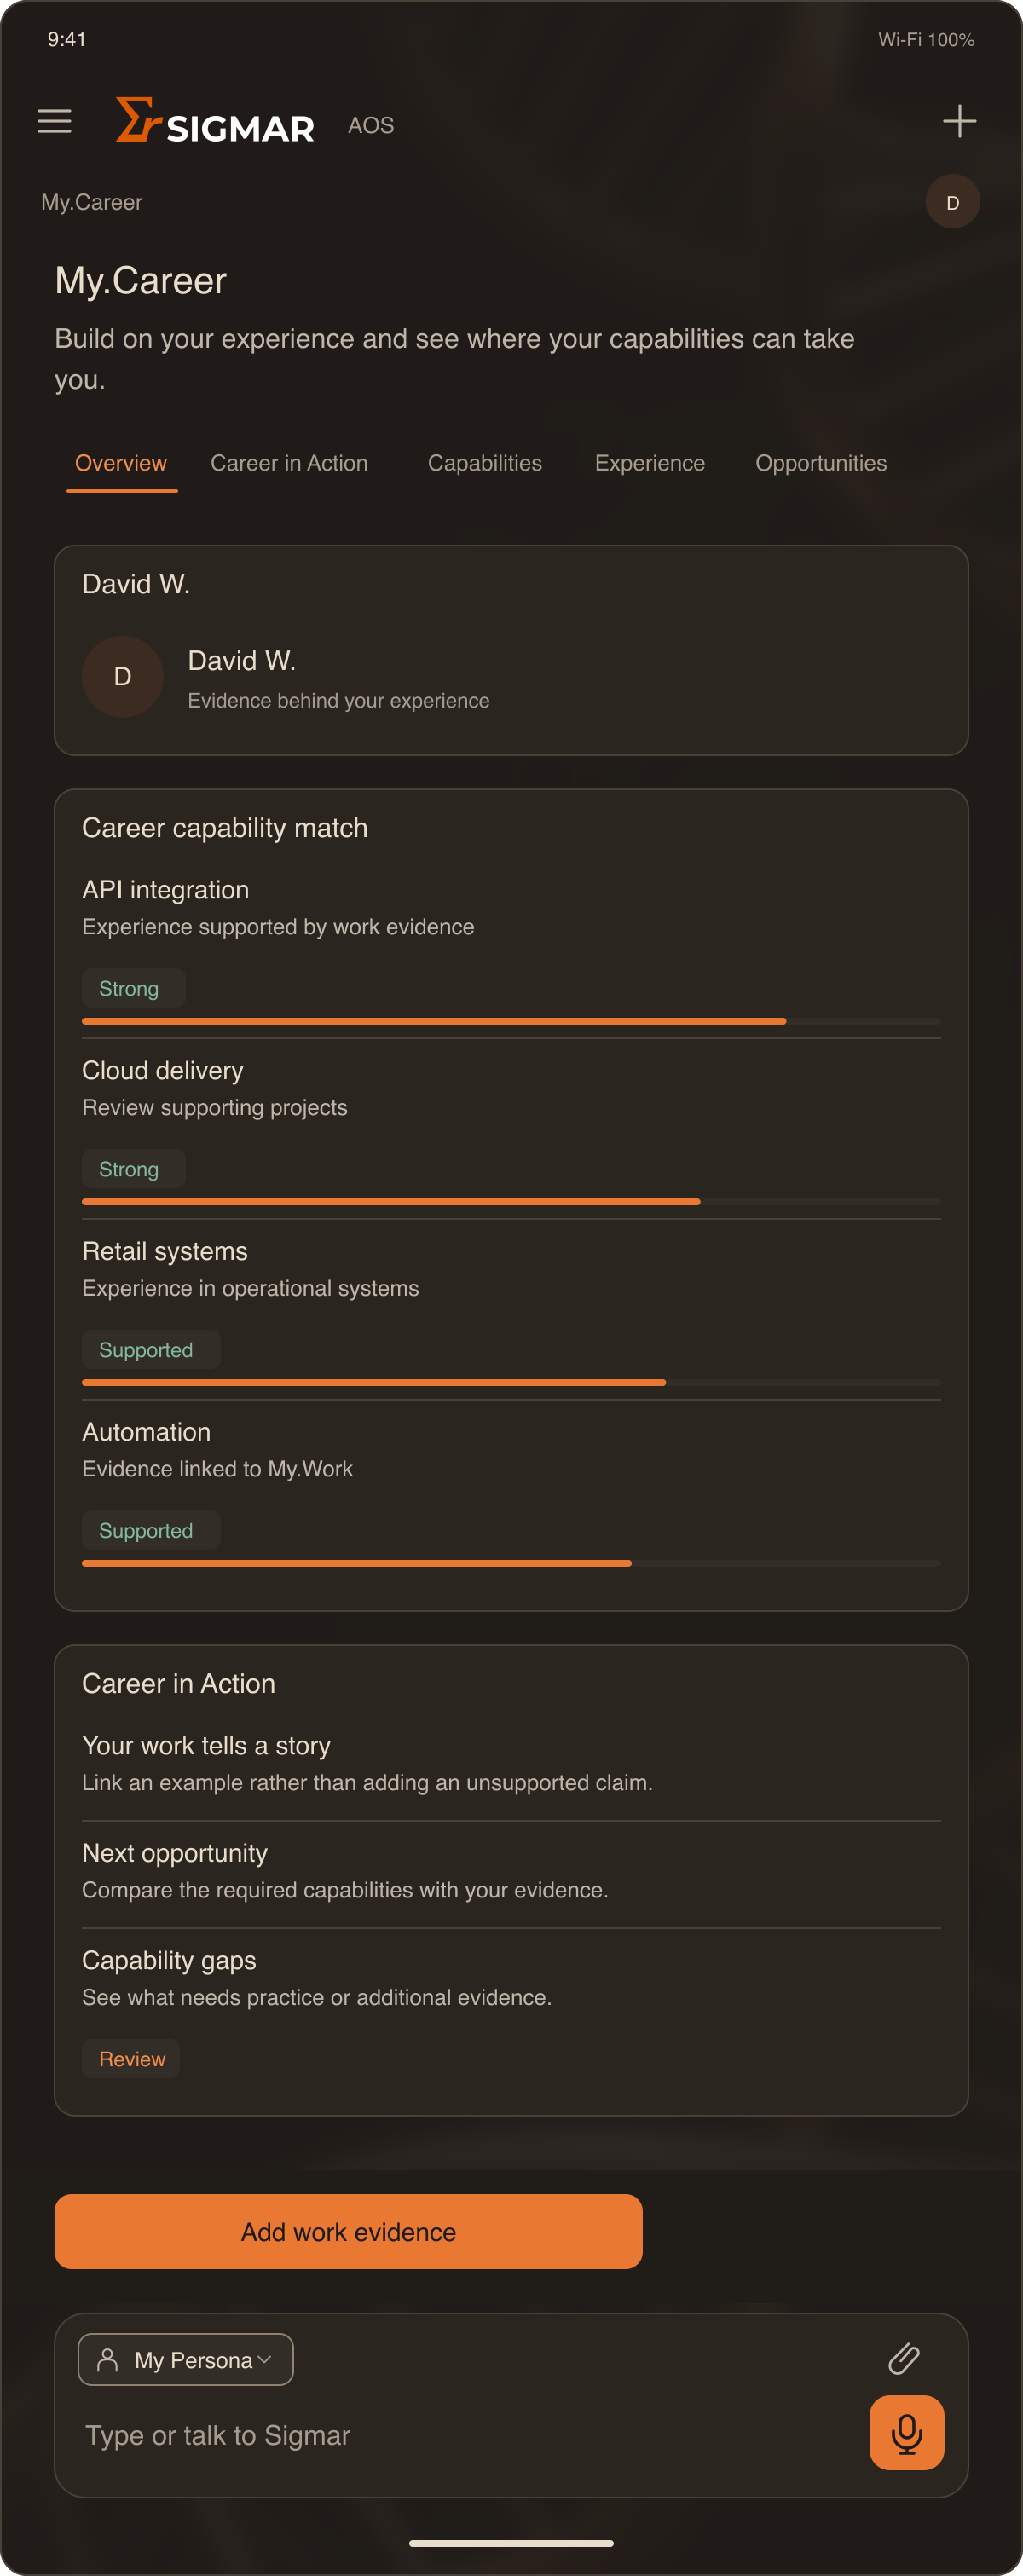 9:41
Wi-Fi 100%
Σr SIGMAR AOS
My.Career
D
My.Career
Build on your experience and see where your capabilities can take
you.
Overview
Career in Action
Capabilities
Experience
Opportunities
David W.
D
David W.
Evidence behind your experience
Career capability match
API integration
Experience supported by work evidence
Strong
Cloud delivery
Review supporting projects
Strong
Retail systems
Experience in operational systems
Supported
Automation
Evidence linked to My.Work
Supported
Career in Action
Your work tells a story
Link an example rather than adding an unsupported claim.
Next opportunity
Compare the required capabilities with your evidence.
Capability gaps
See what needs practice or additional evidence.
Review
Add work evidence
My Persona
Type or talk to Sigmar